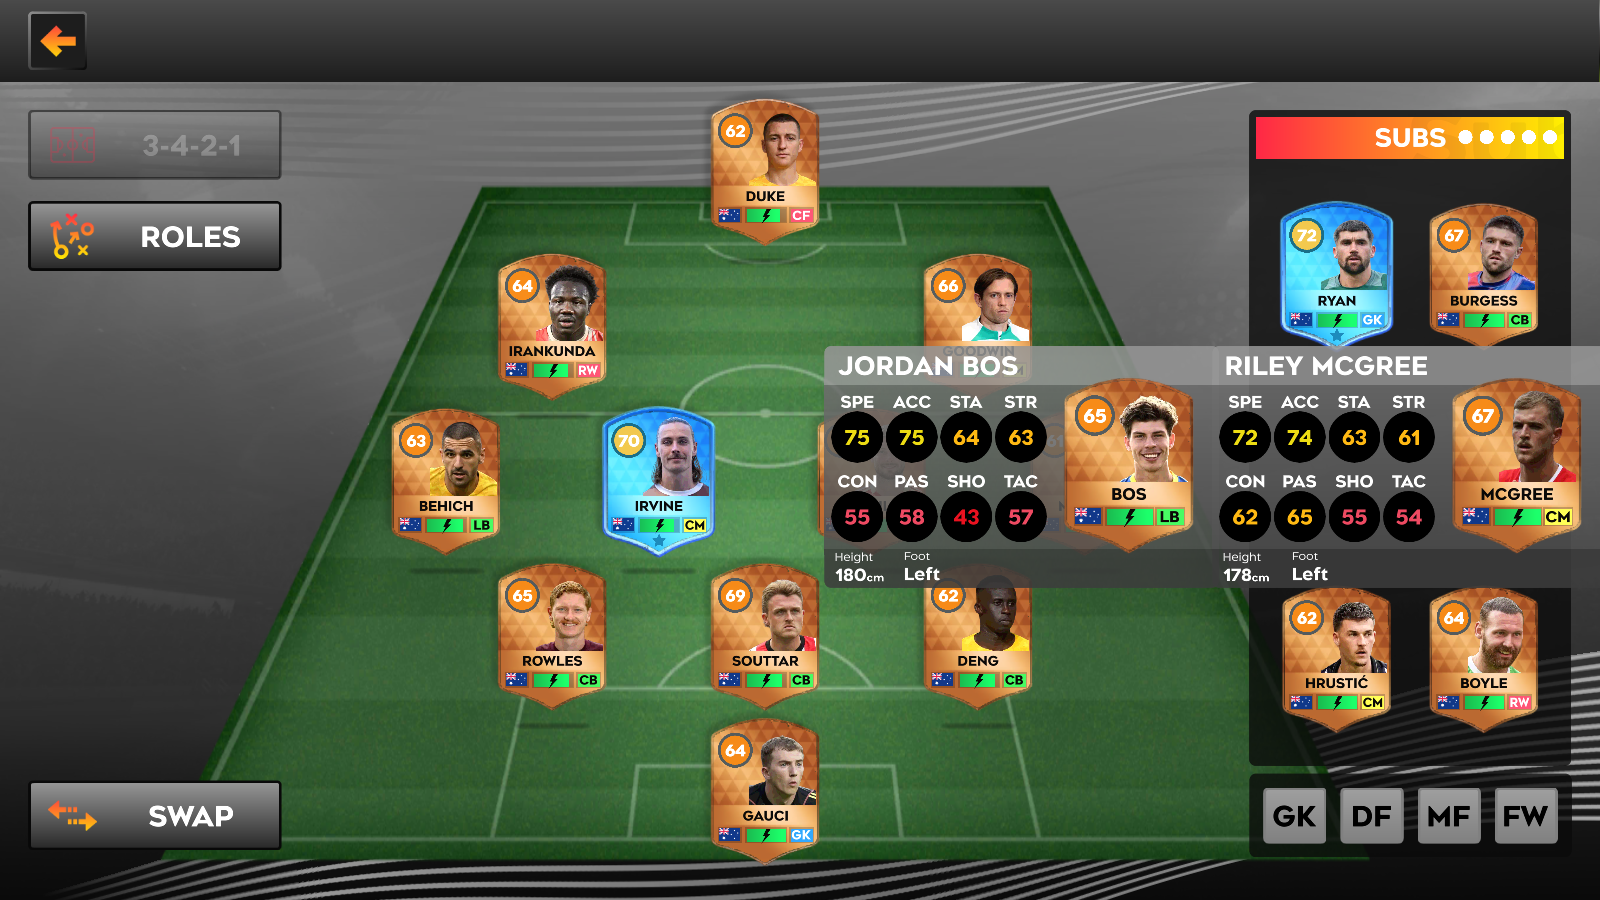 3-4-2-1
ROLES
62
DUKE
CF
SUBS
72
RYAN
GK
67
BURGESS
CB
64
IRANKUNDA
RW
66
GOODWIN
JORDAN BOS
SPE ACC STA STR
75 75 64 63
CON PAS SHO TAC
55 58 43 57
Height Foot
180cm Left
65
BOS
LB
RILEY MCGREE
SPE ACC STA STR
72 74 63 61
CON PAS SHO TAC
62 65 55 54
Height Foot
178cm Left
67
MCGREE
CM
63
BEHICH
LB
70
IRVINE
CM
61
65
ROWLES
CB
69
SOUTTAR
CB
62
DENG
CB
62
HRUSTIĆ
CM
64
BOYLE
RW
64
GAUCI
GK
SWAP
GK DF MF FW